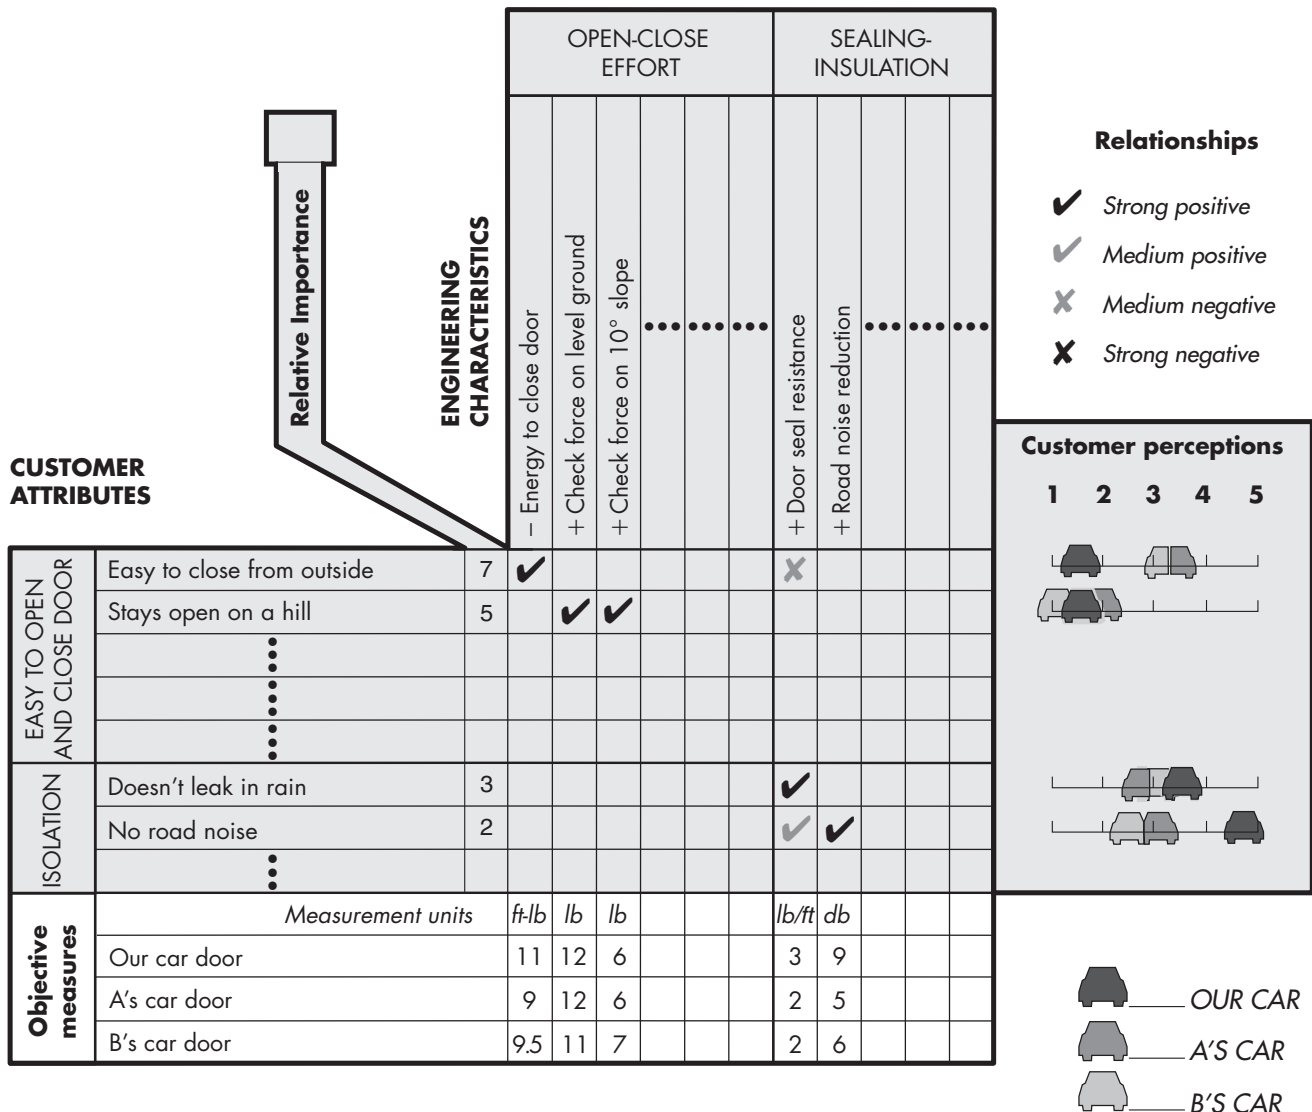 OPEN-CLOSE
EFFORT
SEALING-
INSULATION
Relationships
✔ Strong positive
✔ Medium positive
✘ Medium negative
✘ Strong negative
Relative Importance
ENGINEERING
CHARACTERISTICS
– Energy to close door
+ Check force on level ground
+ Check force on 10° slope
+ Door seal resistance
+ Road noise reduction
CUSTOMER
ATTRIBUTES
Customer perceptions
1 2 3 4 5
EASY TO OPEN
AND CLOSE DOOR
Easy to close from outside 7 ✔ ✘
Stays open on a hill 5 ✔ ✔
ISOLATION
Doesn't leak in rain 3 ✔
No road noise 2 ✔ ✔
Objective
measures
Measurement units ft-lb lb lb lb/ft db
Our car door 11 12 6 3 9
A's car door 9 12 6 2 5
B's car door 9.5 11 7 2 6
OUR CAR
A'S CAR
B'S CAR